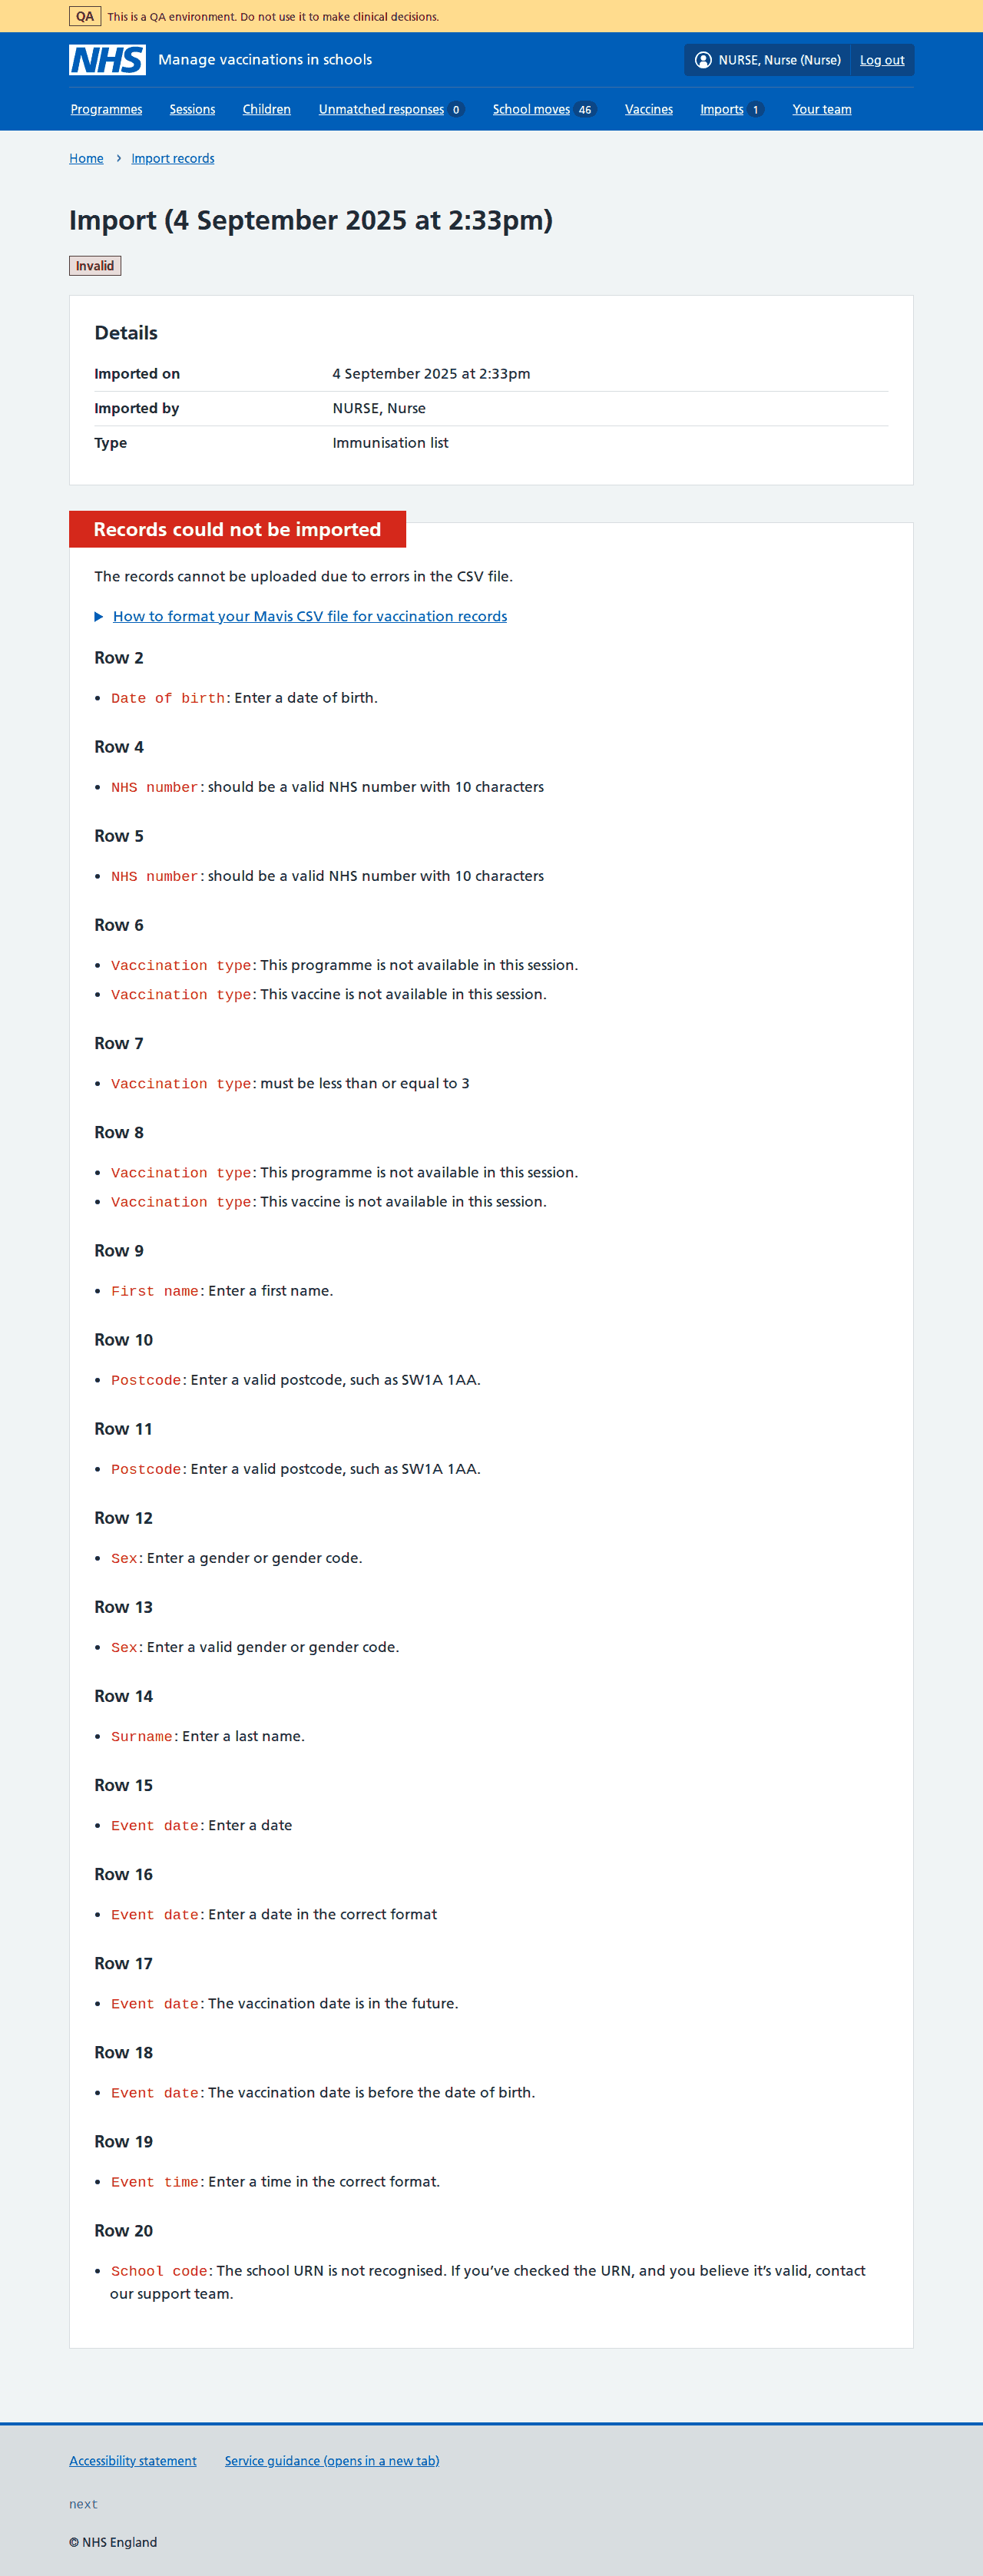 QA This is a QA environment. Do not use it to make clinical decisions.
NHS Manage vaccinations in schools NURSE, Nurse (Nurse) Log out
Programmes Sessions Children Unmatched responses 0 School moves 46 Vaccines Imports 1 Your team
Home › Import records
Import (4 September 2025 at 2:33pm)
Invalid
Details
Imported on 4 September 2025 at 2:33pm
Imported by NURSE, Nurse
Type Immunisation list
Records could not be imported
The records cannot be uploaded due to errors in the CSV file.
How to format your Mavis CSV file for vaccination records
Row 2
• Date of birth: Enter a date of birth.
Row 4
• NHS number: should be a valid NHS number with 10 characters
Row 5
• NHS number: should be a valid NHS number with 10 characters
Row 6
• Vaccination type: This programme is not available in this session.
• Vaccination type: This vaccine is not available in this session.
Row 7
• Vaccination type: must be less than or equal to 3
Row 8
• Vaccination type: This programme is not available in this session.
• Vaccination type: This vaccine is not available in this session.
Row 9
• First name: Enter a first name.
Row 10
• Postcode: Enter a valid postcode, such as SW1A 1AA.
Row 11
• Postcode: Enter a valid postcode, such as SW1A 1AA.
Row 12
• Sex: Enter a gender or gender code.
Row 13
• Sex: Enter a valid gender or gender code.
Row 14
• Surname: Enter a last name.
Row 15
• Event date: Enter a date
Row 16
• Event date: Enter a date in the correct format
Row 17
• Event date: The vaccination date is in the future.
Row 18
• Event date: The vaccination date is before the date of birth.
Row 19
• Event time: Enter a time in the correct format.
Row 20
• School code: The school URN is not recognised. If you’ve checked the URN, and you believe it’s valid, contact
our support team.
Accessibility statement Service guidance (opens in a new tab)
next
© NHS England